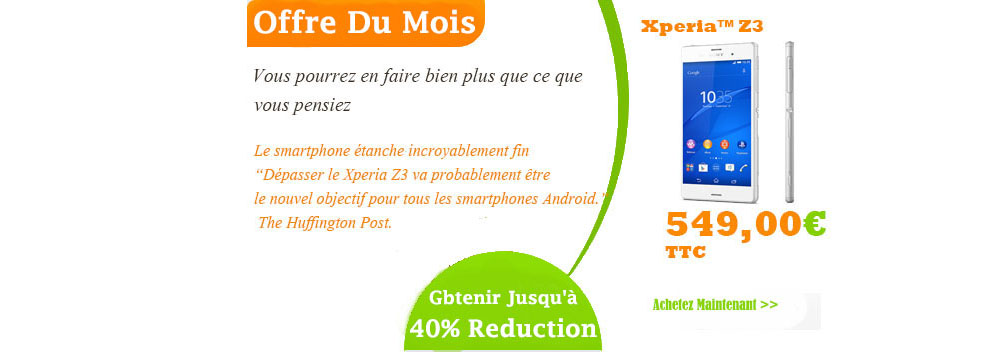 Offre Du Mois
Vous pourrez en faire bien plus que ce que
vous pensiez
Le smartphone étanche incroyablement fin
“Dépasser le Xperia Z3 va probablement être
le nouvel objectif pour tous les smartphones Android.”
The Huffington Post.
Gbtenir Jusqu'à
40% Reduction
Xperia™ Z3
10:35
549,00€
TTC
Achetez Maintenant >>